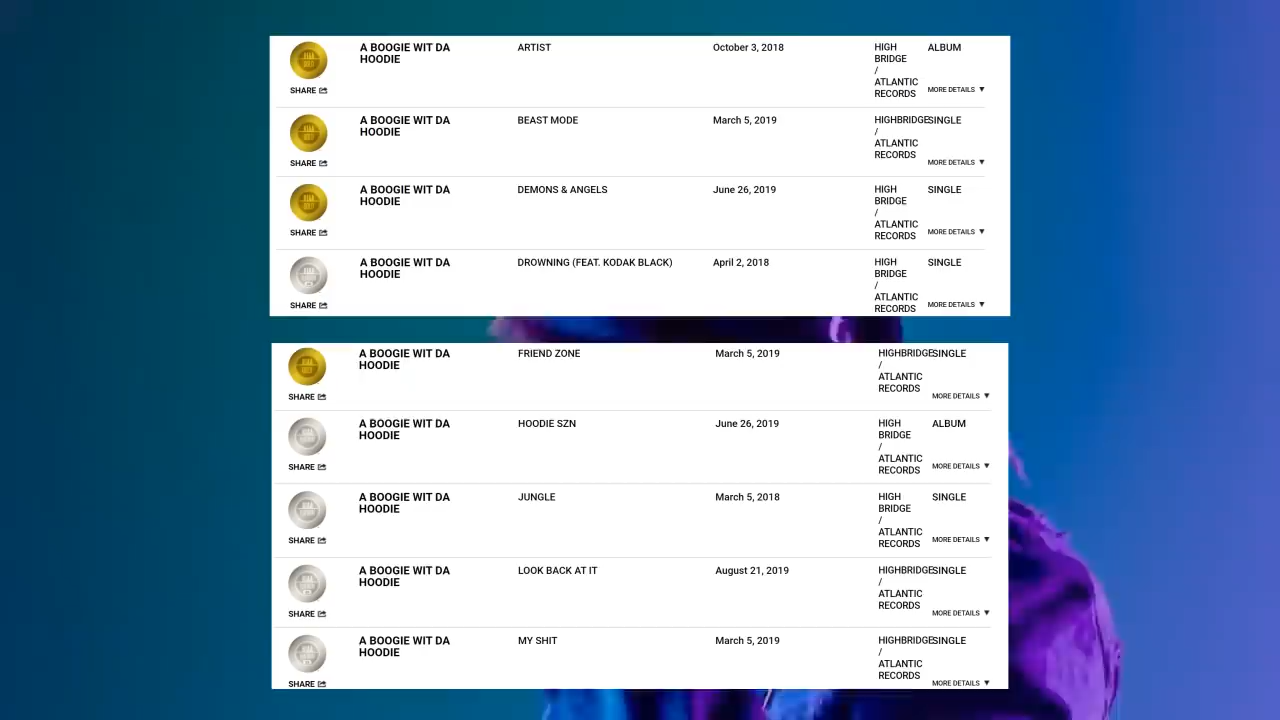 A BOOGIE WIT DA
HOODIE
ARTIST
October 3, 2018
HIGH
BRIDGE
/
ATLANTIC
RECORDS
ALBUM
SHARE
MORE DETAILS ▼
A BOOGIE WIT DA
HOODIE
BEAST MODE
March 5, 2019
HIGHBRIDGE
/
ATLANTIC
RECORDS
SINGLE
SHARE
MORE DETAILS ▼
A BOOGIE WIT DA
HOODIE
DEMONS & ANGELS
June 26, 2019
HIGH
BRIDGE
/
ATLANTIC
RECORDS
SINGLE
SHARE
MORE DETAILS ▼
A BOOGIE WIT DA
HOODIE
DROWNING (FEAT. KODAK BLACK)
April 2, 2018
HIGH
BRIDGE
/
ATLANTIC
RECORDS
SINGLE
SHARE
MORE DETAILS ▼
A BOOGIE WIT DA
HOODIE
FRIEND ZONE
March 5, 2019
HIGHBRIDGE
/
ATLANTIC
RECORDS
SINGLE
SHARE
MORE DETAILS ▼
A BOOGIE WIT DA
HOODIE
HOODIE SZN
June 26, 2019
HIGH
BRIDGE
/
ATLANTIC
RECORDS
ALBUM
SHARE
MORE DETAILS ▼
A BOOGIE WIT DA
HOODIE
JUNGLE
March 5, 2018
HIGH
BRIDGE
/
ATLANTIC
RECORDS
SINGLE
SHARE
MORE DETAILS ▼
A BOOGIE WIT DA
HOODIE
LOOK BACK AT IT
August 21, 2019
HIGHBRIDGE
/
ATLANTIC
RECORDS
SINGLE
SHARE
MORE DETAILS ▼
A BOOGIE WIT DA
HOODIE
MY SHIT
March 5, 2019
HIGHBRIDGE
/
ATLANTIC
RECORDS
SINGLE
SHARE
MORE DETAILS ▼